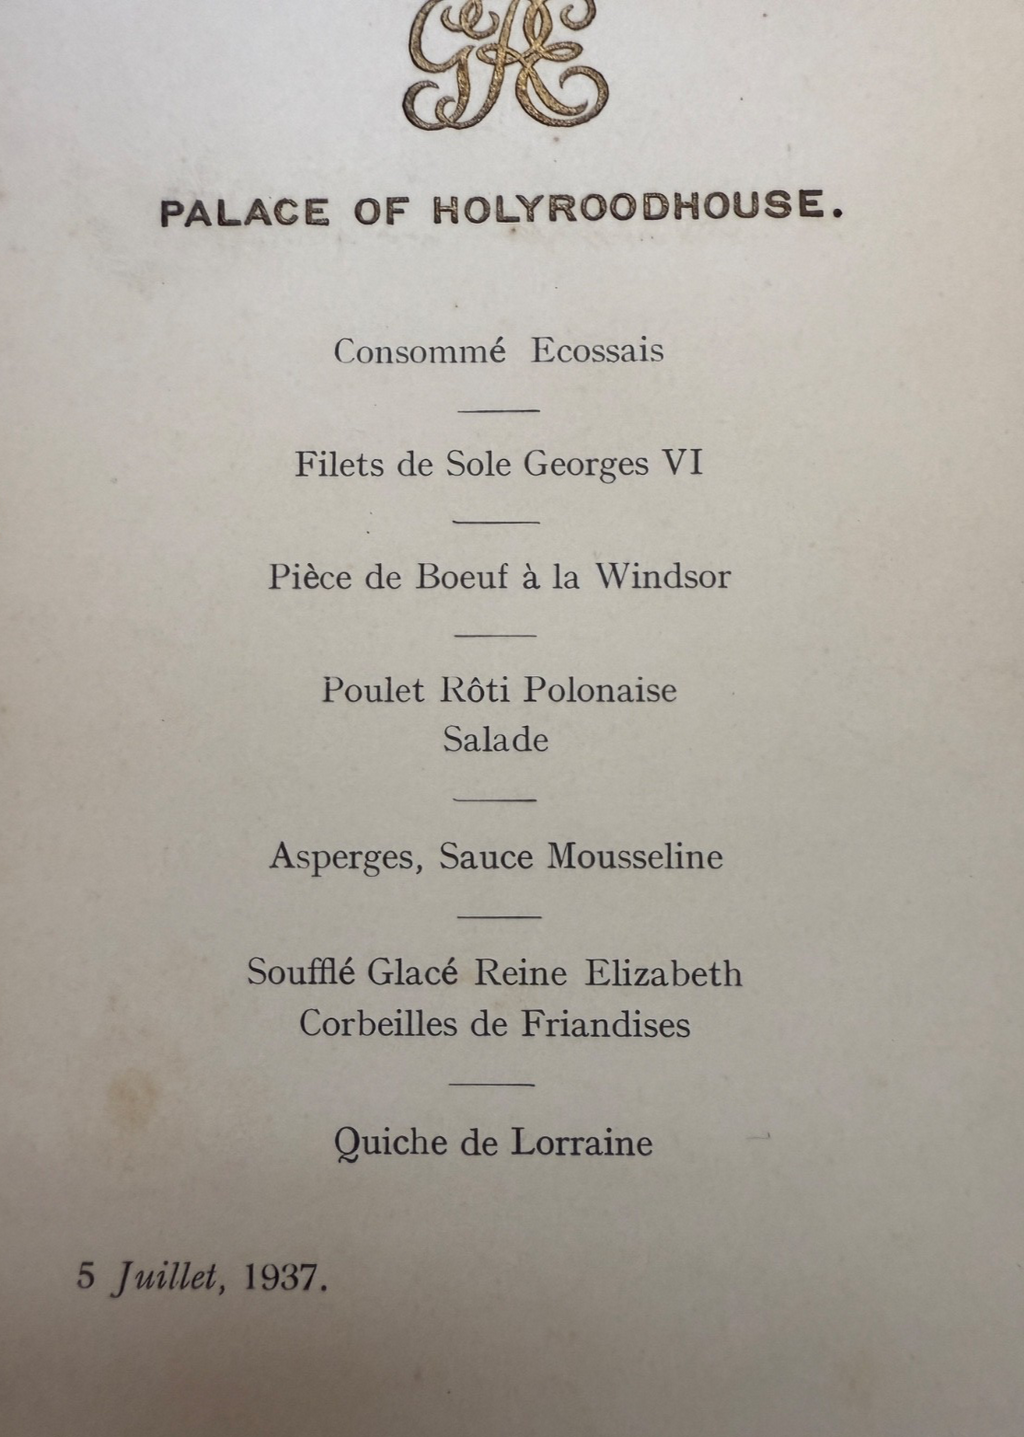 GRE
PALACE OF HOLYROODHOUSE.
Consommé Ecossais
Filets de Sole Georges VI
Pièce de Boeuf à la Windsor
Poulet Rôti Polonaise
Salade
Asperges, Sauce Mousseline
Soufflé Glacé Reine Elizabeth
Corbeilles de Friandises
Quiche de Lorraine
5 Juillet, 1937.